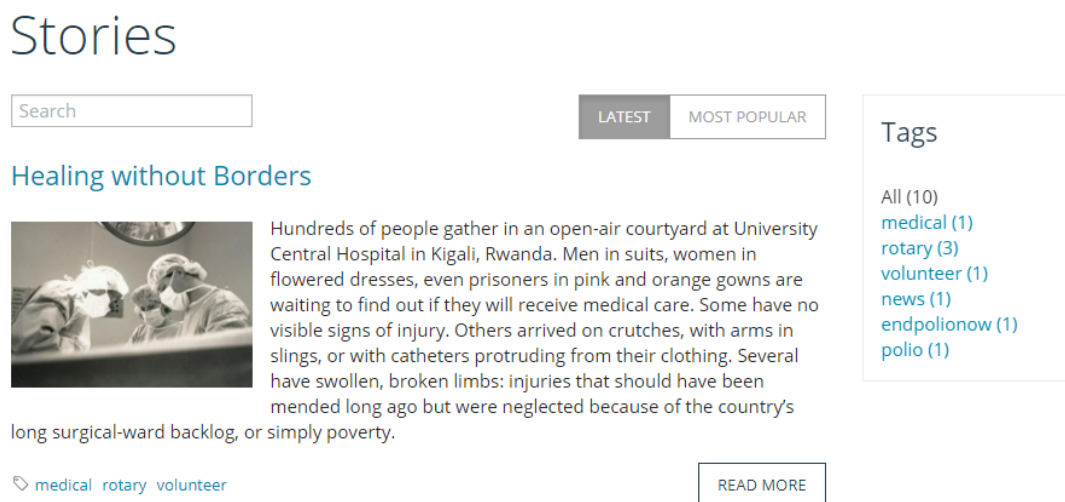 Stories
Search
LATEST
MOST POPULAR
Healing without Borders
Hundreds of people gather in an open-air courtyard at University
Central Hospital in Kigali, Rwanda. Men in suits, women in
flowered dresses, even prisoners in pink and orange gowns are
waiting to find out if they will receive medical care. Some have no
visible signs of injury. Others arrived on crutches, with arms in
slings, or with catheters protruding from their clothing. Several
have swollen, broken limbs: injuries that should have been
mended long ago but were neglected because of the country’s
long surgical-ward backlog, or simply poverty.
medical rotary volunteer
READ MORE
Tags
All (10)
medical (1)
rotary (3)
volunteer (1)
news (1)
endpolionow (1)
polio (1)